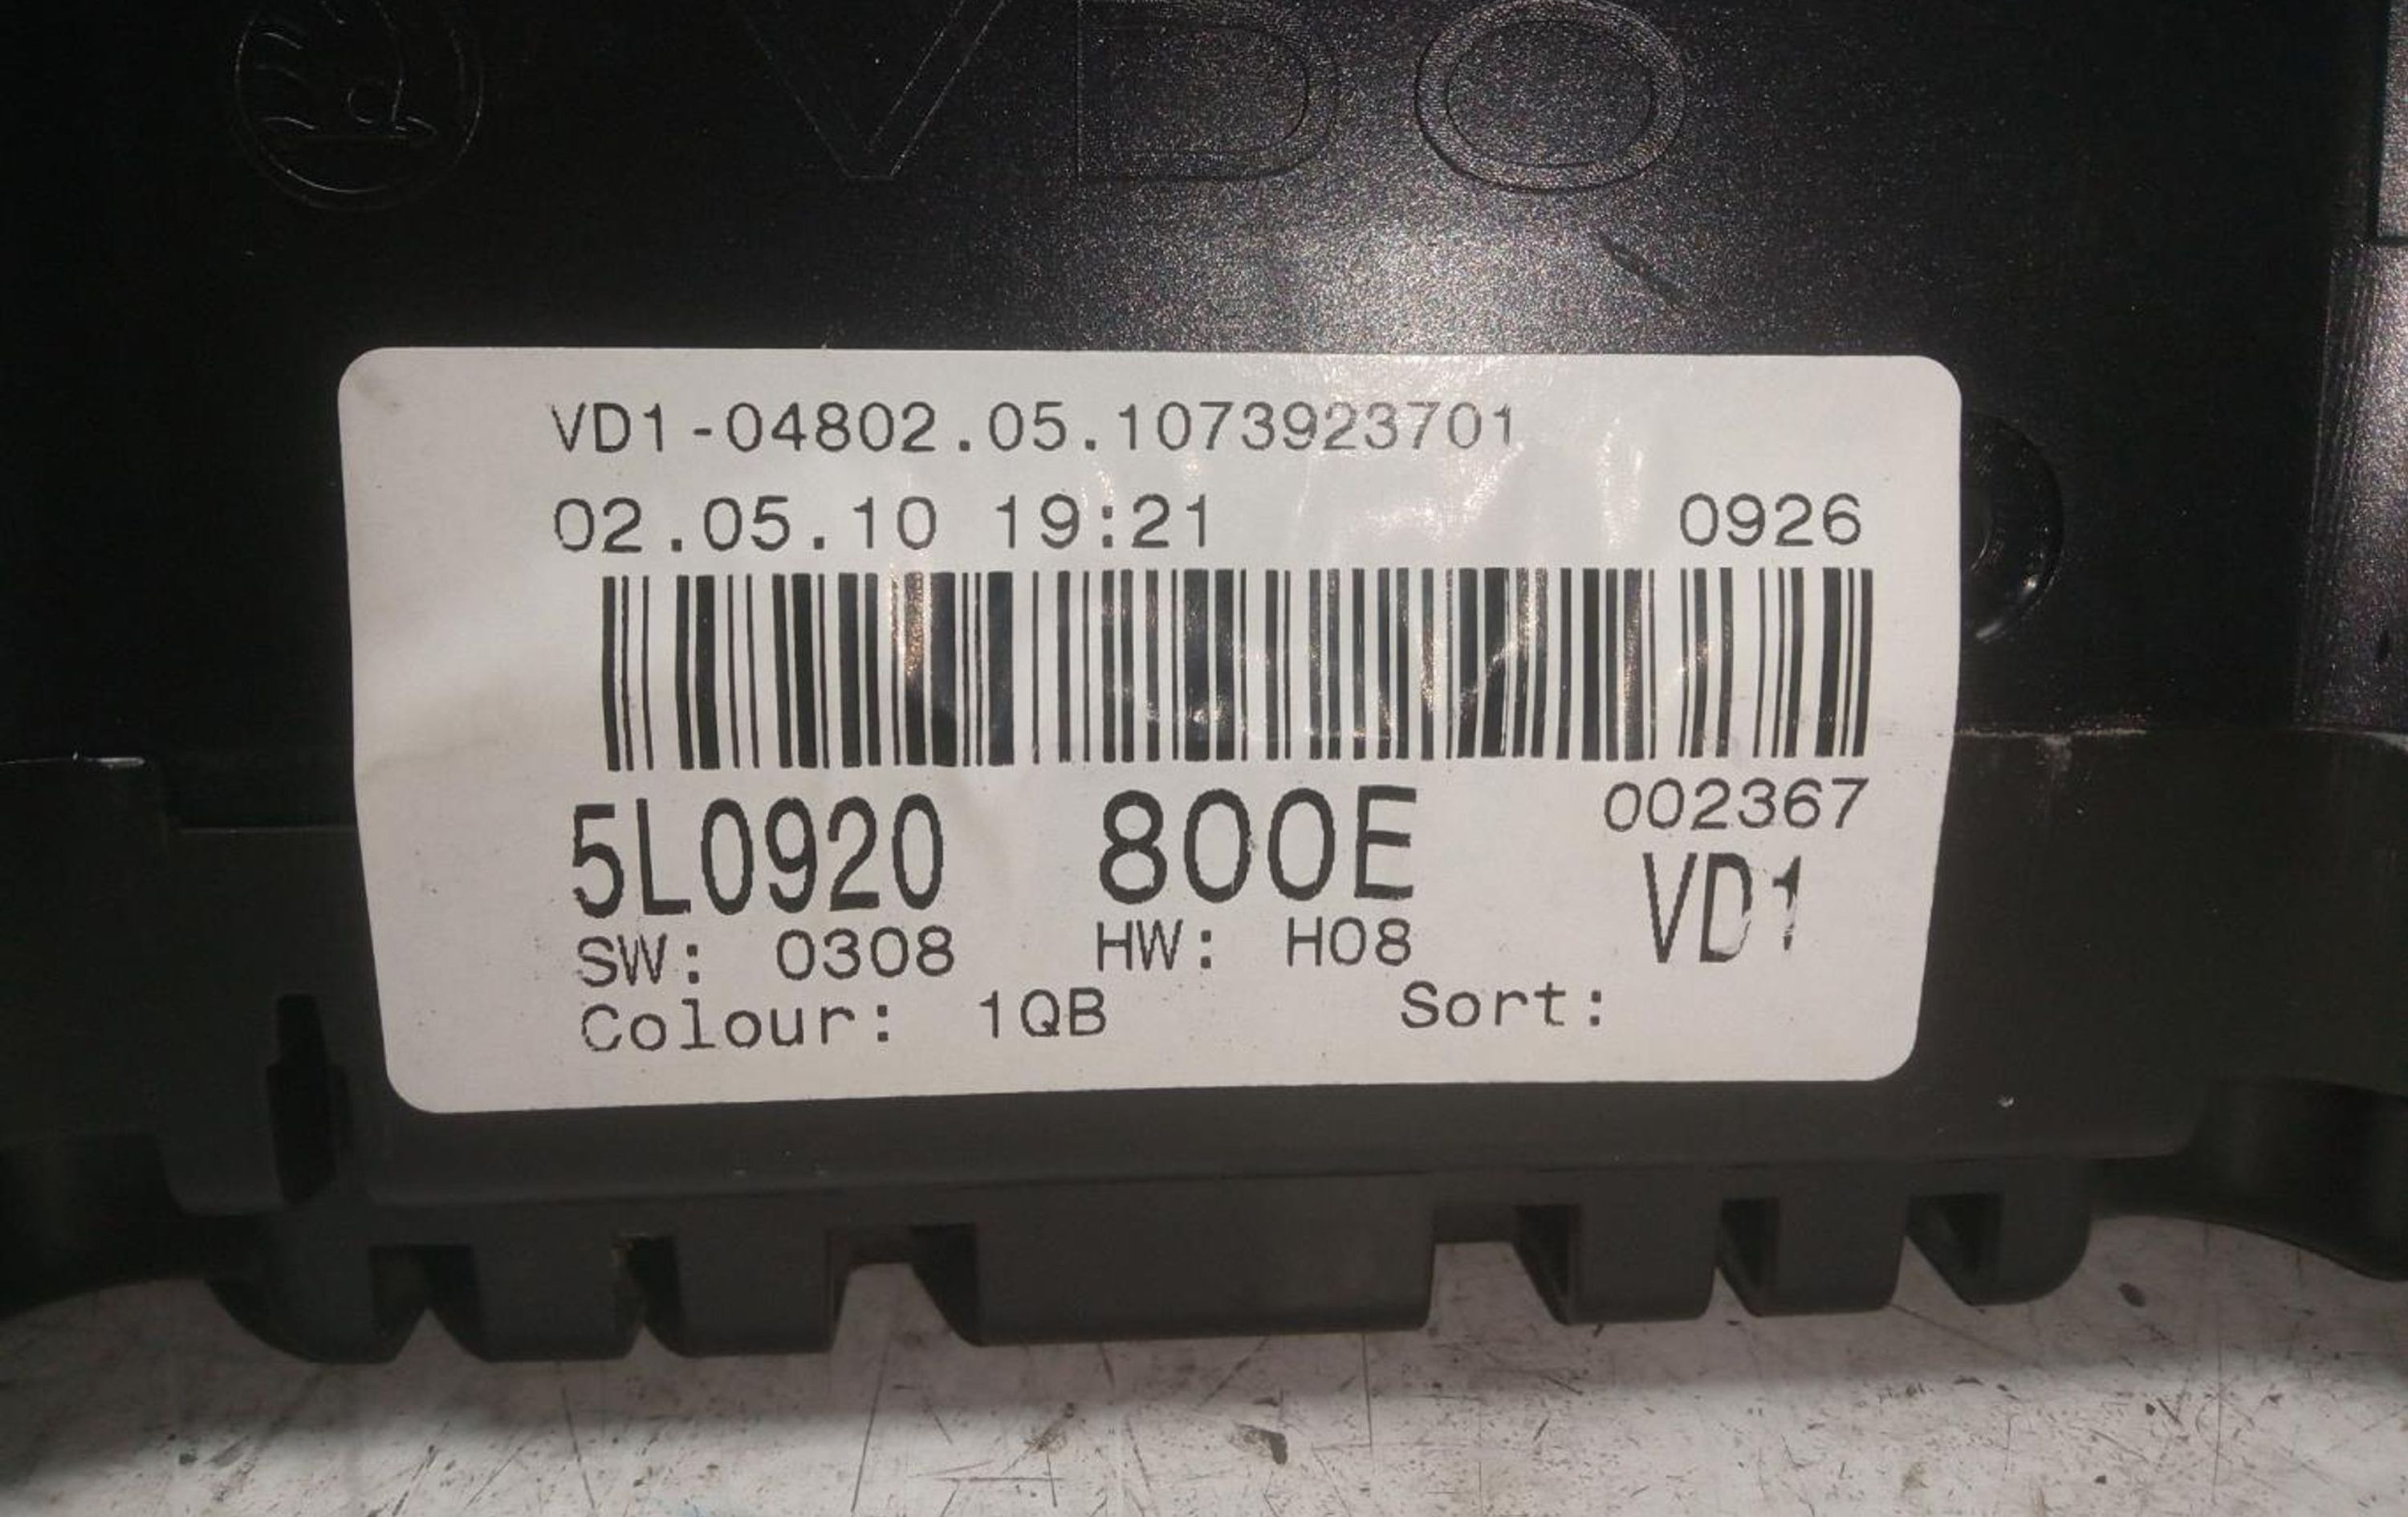 VDO
VD1-04802.05.1073923701
02.05.10 19:21 0926
5L0920 800E 002367
VD1
SW: 0308 HW: H08
Colour: 1QB Sort: